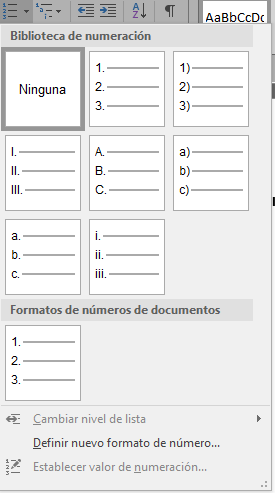 AaBbCcDc
Biblioteca de numeración
Ninguna
1.
2.
3.
1)
2)
3)
I.
II.
III.
A.
B.
C.
a)
b)
c)
a.
b.
c.
i.
ii.
iii.
Formatos de números de documentos
1.
2.
3.
Cambiar nivel de lista
Definir nuevo formato de número...
Establecer valor de numeración...